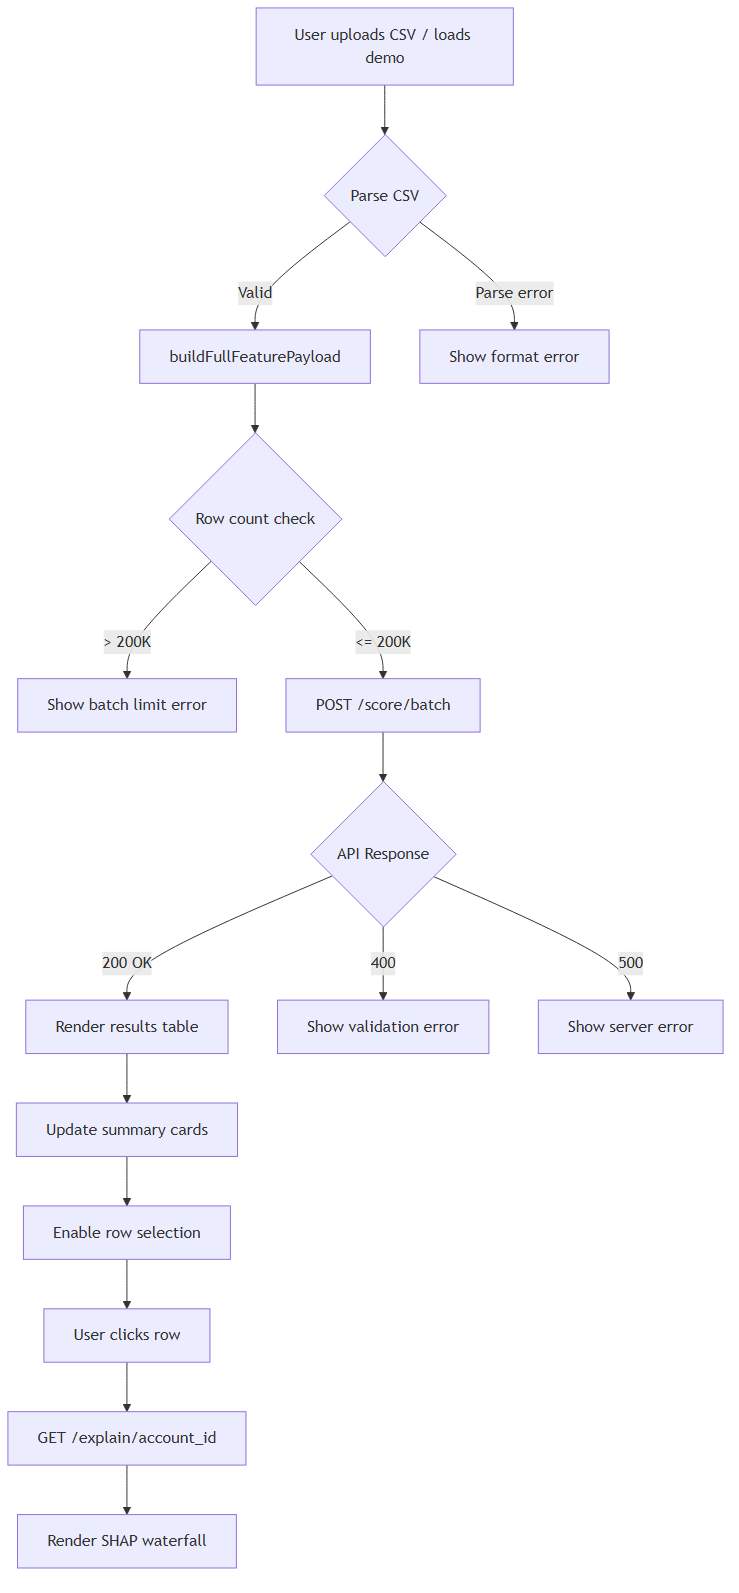 User uploads CSV / loads
demo
Parse CSV
Valid
Parse error
buildFullFeaturePayload
Show format error
Row count check
> 200K
<= 200K
Show batch limit error
POST /score/batch
API Response
200 OK
400
500
Render results table
Show validation error
Show server error
Update summary cards
Enable row selection
User clicks row
GET /explain/account_id
Render SHAP waterfall